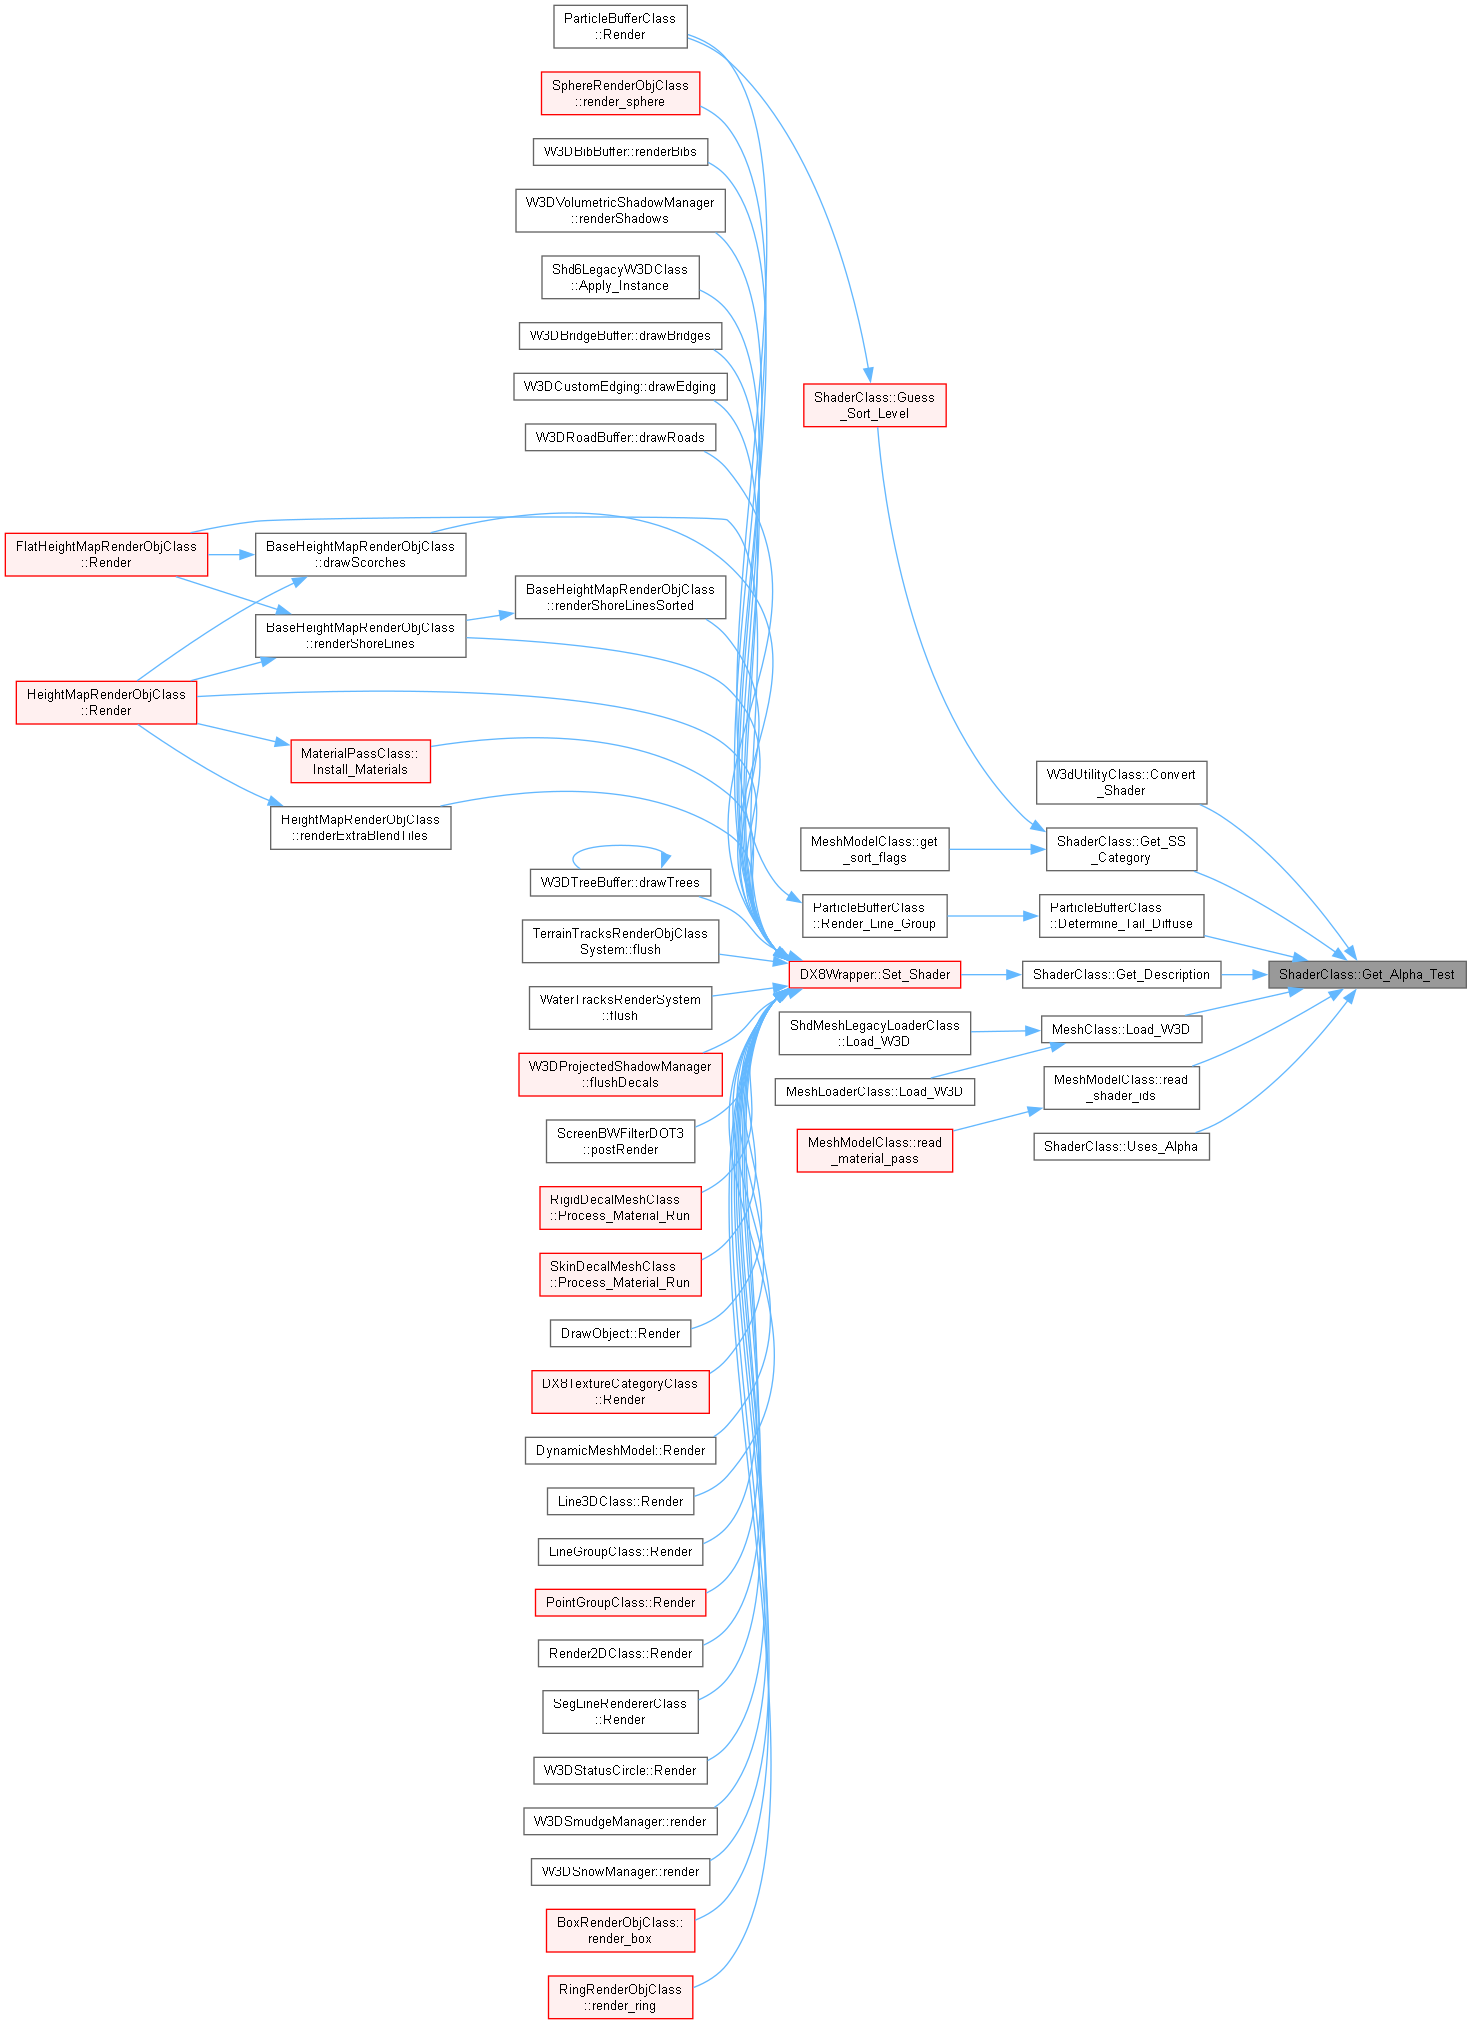 ParticleBufferClass
::Render
SphereRenderObjClass
::render_sphere
W3DBibBuffer::renderBibs
W3DVolumetricShadowManager
::renderShadows
Shd6LegacyW3DClass
::Apply_Instance
W3DBridgeBuffer::drawBridges
W3DCustomEdging::drawEdging
W3DRoadBuffer::drawRoads
FlatHeightMapRenderObjClass
::Render
BaseHeightMapRenderObjClass
::drawScorches
BaseHeightMapRenderObjClass
::renderShoreLinesSorted
BaseHeightMapRenderObjClass
::renderShoreLines
HeightMapRenderObjClass
::Render
MaterialPassClass::
Install_Materials
HeightMapRenderObjClass
::renderExtraBlendTiles
W3DTreeBuffer::drawTrees
TerrainTracksRenderObjClass
System::flush
WaterTracksRenderSystem
::flush
W3DProjectedShadowManager
::flushDecals
ScreenBWFilterDOT3
::postRender
RigidDecalMeshClass
::Process_Material_Run
SkinDecalMeshClass
::Process_Material_Run
DrawObject::Render
DX8TextureCategoryClass
::Render
DynamicMeshModel::Render
Line3DClass::Render
LineGroupClass::Render
PointGroupClass::Render
Render2DClass::Render
SegLineRendererClass
::Render
W3DStatusCircle::Render
W3DSmudgeManager::render
W3DSnowManager::render
BoxRenderObjClass::
render_box
RingRenderObjClass
::render_ring
ShaderClass::Guess
_Sort_Level
MeshModelClass::get
_sort_flags
ParticleBufferClass
::Render_Line_Group
DX8Wrapper::Set_Shader
ShdMeshLegacyLoaderClass
::Load_W3D
MeshLoaderClass::Load_W3D
MeshModelClass::read
_material_pass
W3dUtilityClass::Convert
_Shader
ShaderClass::Get_SS
_Category
ParticleBufferClass
::Determine_Tail_Diffuse
ShaderClass::Get_Description
MeshClass::Load_W3D
MeshModelClass::read
_shader_ids
ShaderClass::Uses_Alpha
ShaderClass::Get_Alpha_Test